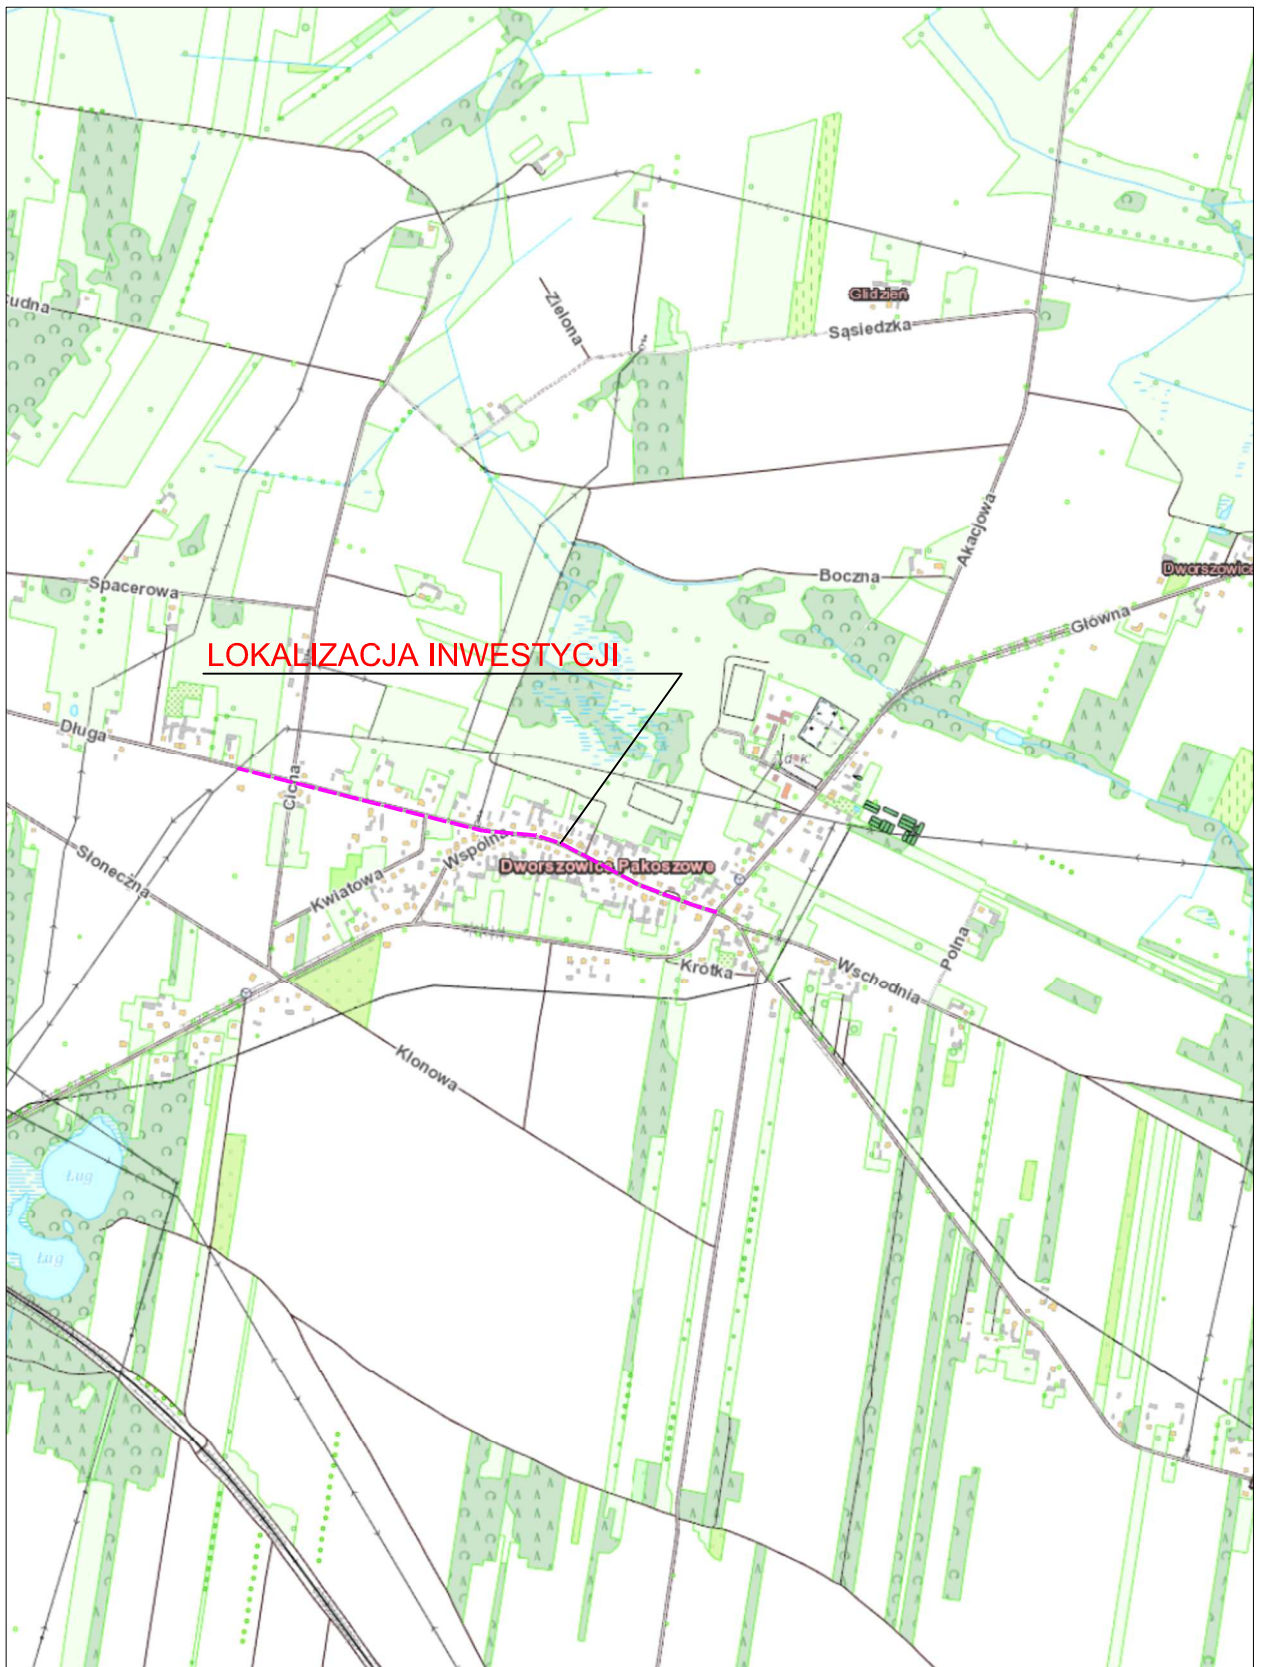 Glidzień
udna
Zielona
Sąsiedzka
Akacjowa
Dworszowice
Spacerowa
Boczna
Główna
LOKALIZACJA INWESTYCJI
Długa
d. k.
Cicha
Słoneczna
Wspólna
Dworszowice Pakoszowe
Kwiatowa
Polna
Krótka
Wschodnia
Klonowa
Ług
Ług